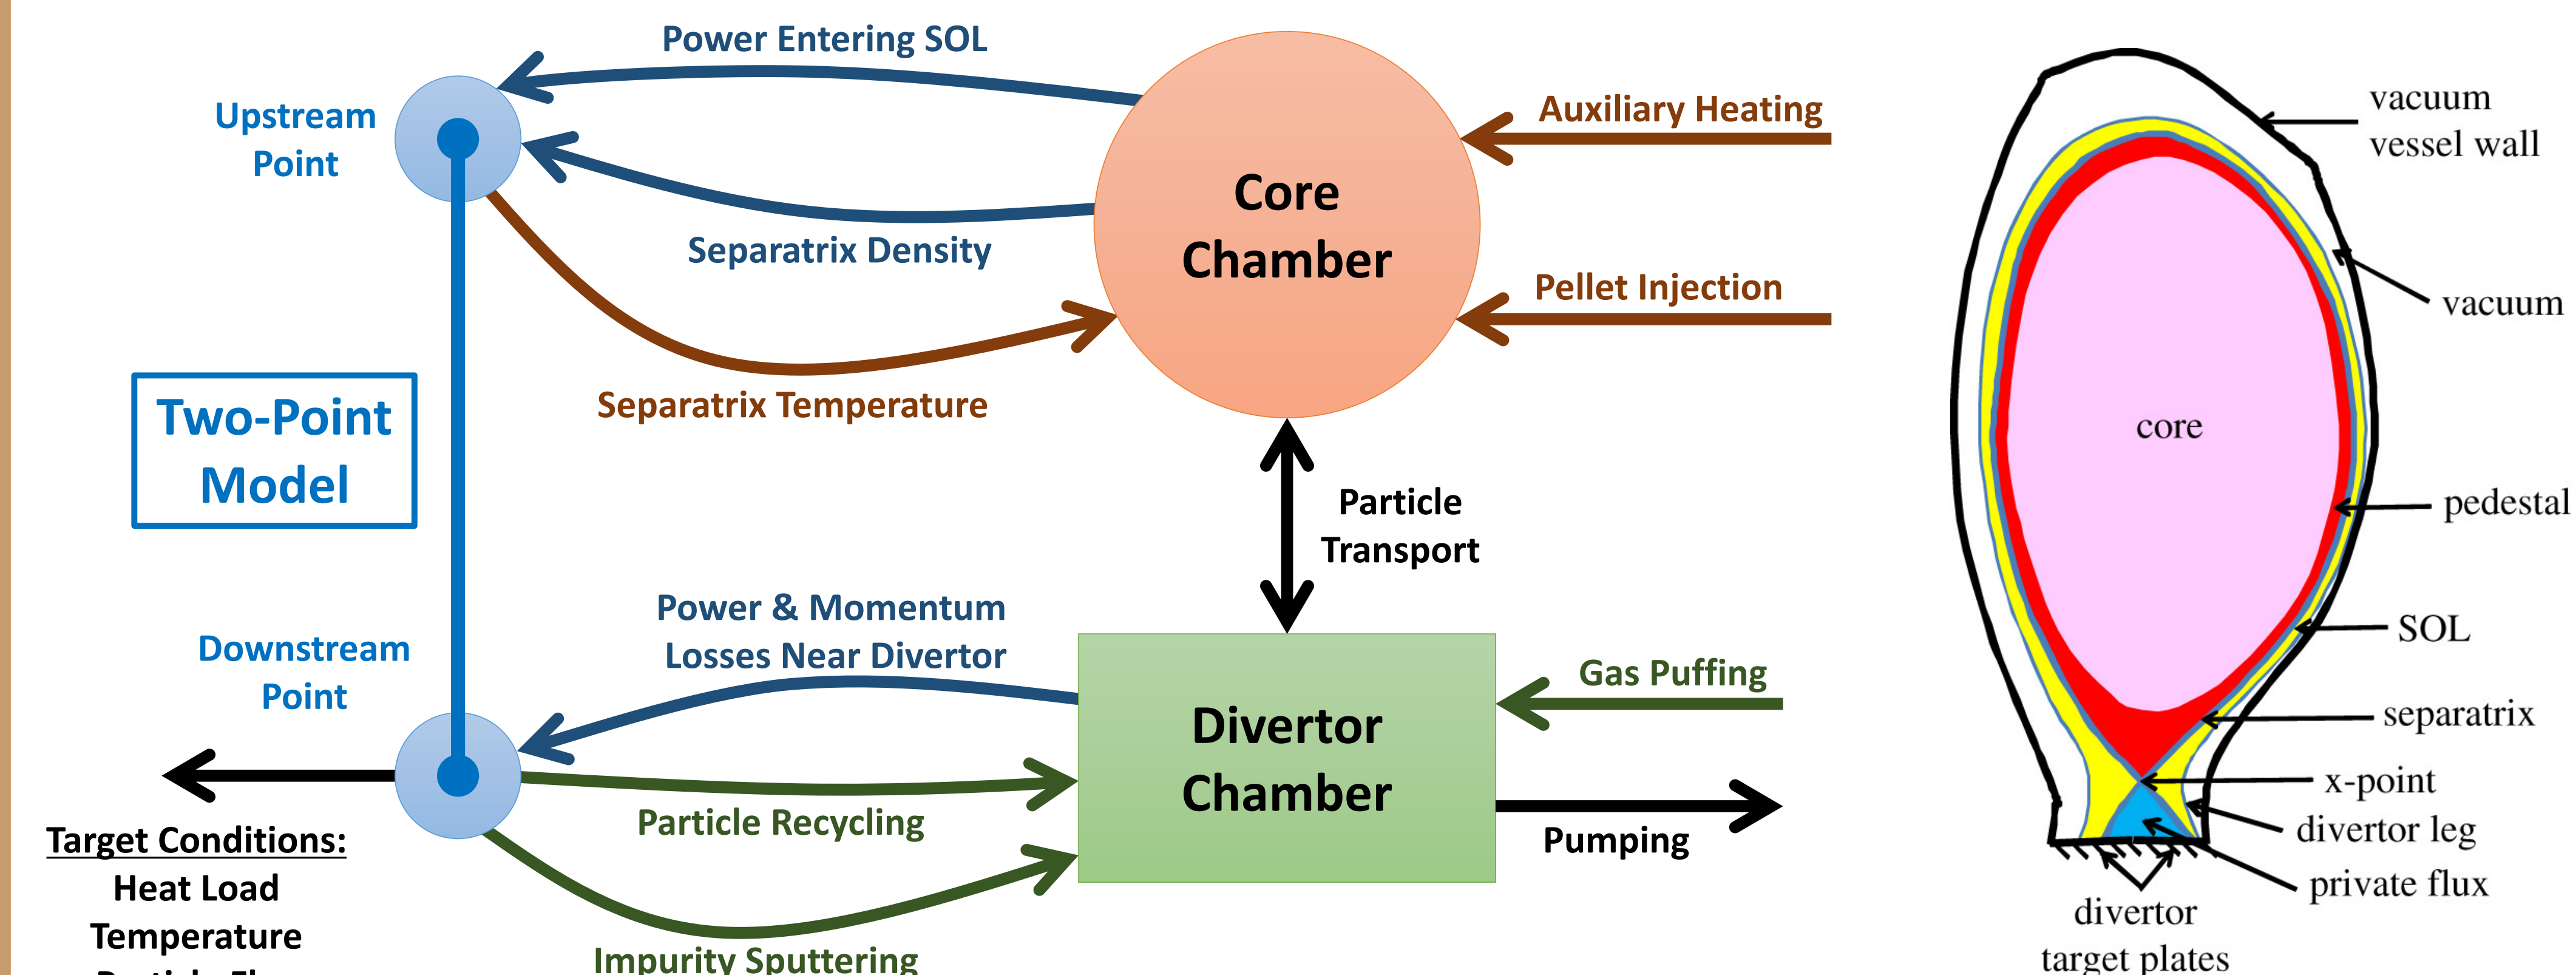 Power Entering SOL
Upstream
Point
Separatrix Density
Separatrix Temperature
Core
Chamber
Auxiliary Heating
Pellet Injection
Two-Point
Model
Particle
Transport
Power & Momentum
Losses Near Divertor
Downstream
Point
Divertor
Chamber
Gas Puffing
Pumping
Particle Recycling
Impurity Sputtering
Target Conditions:
Heat Load
Temperature
vacuum
vessel wall
vacuum
core
pedestal
SOL
separatrix
x-point
divertor leg
private flux
divertor
target plates